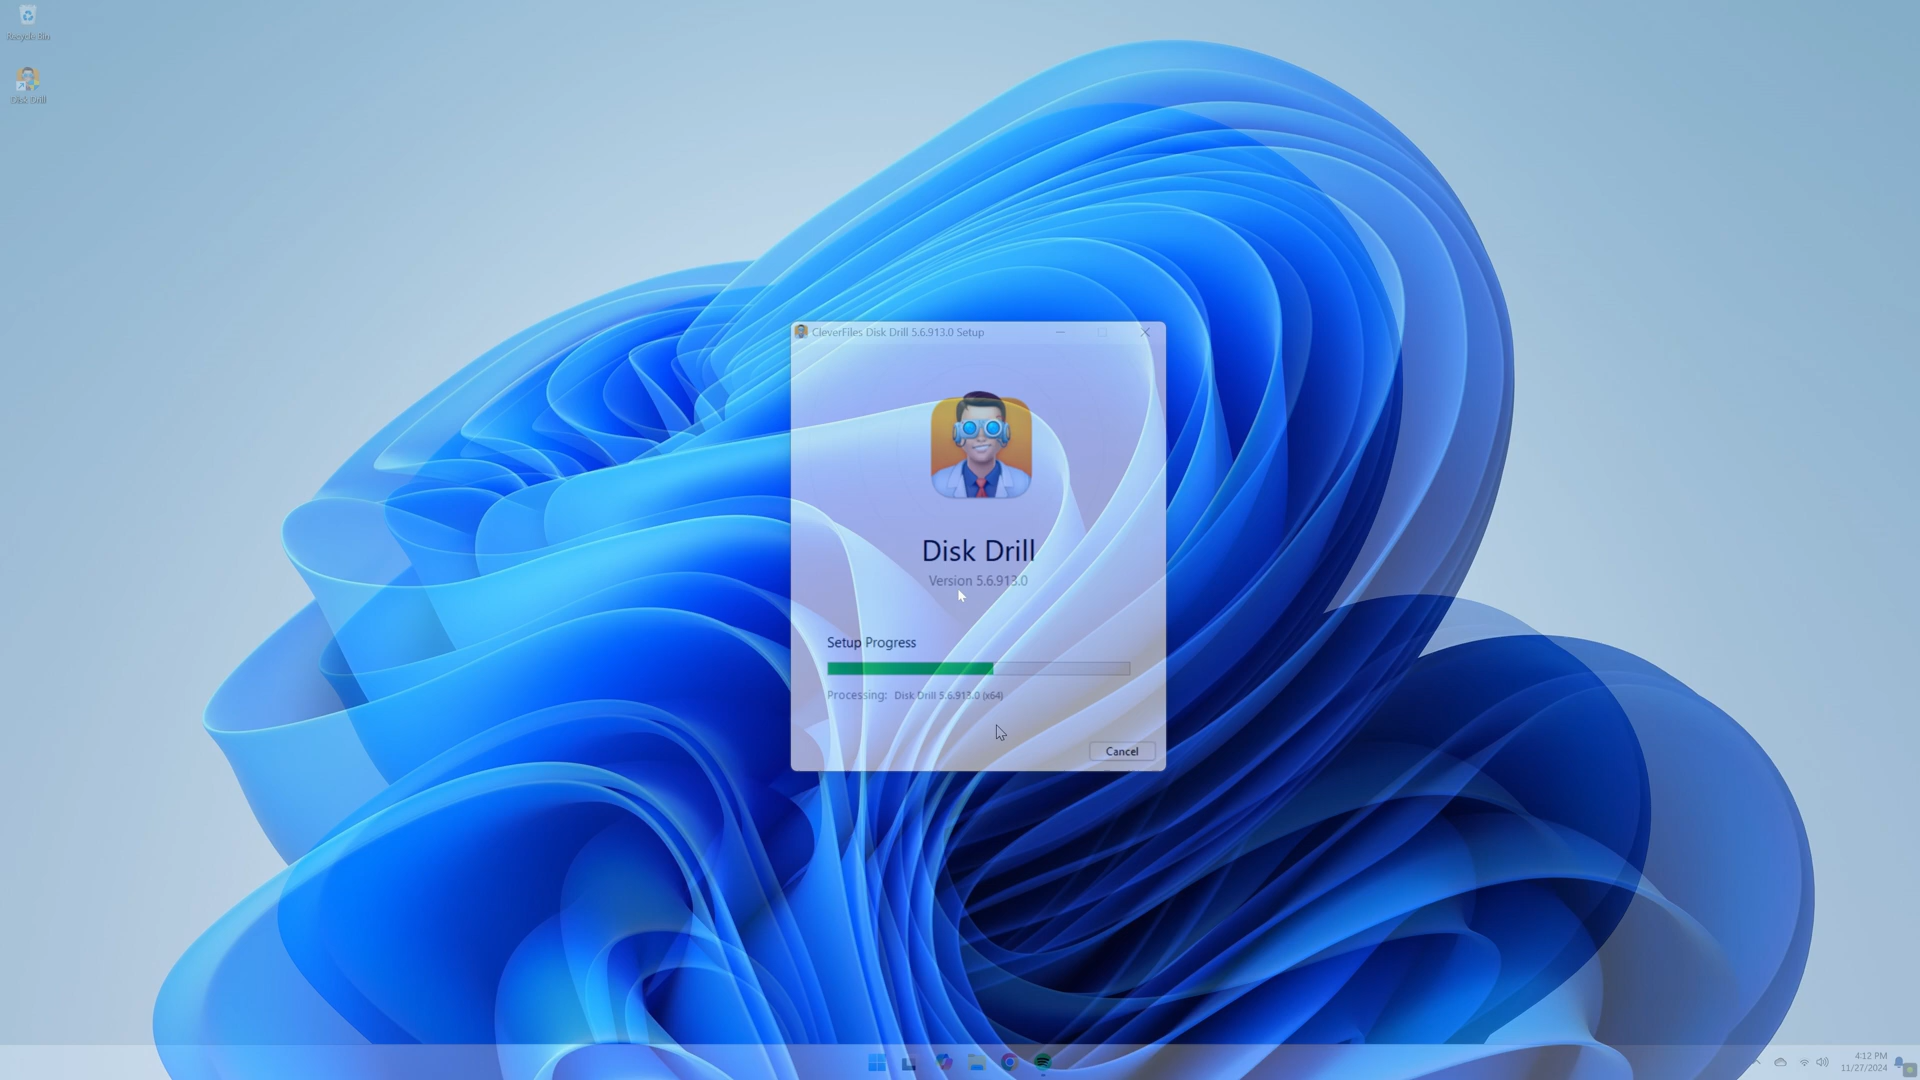 Recycle Bin
Disk Drill
CleverFiles Disk Drill 5.6.913.0 Setup
Disk Drill
Version 5.6.913.0
Setup Progress
Processing: Disk Drill 5.6.913.0 (x64)
Cancel
4:12 PM
11/27/2024